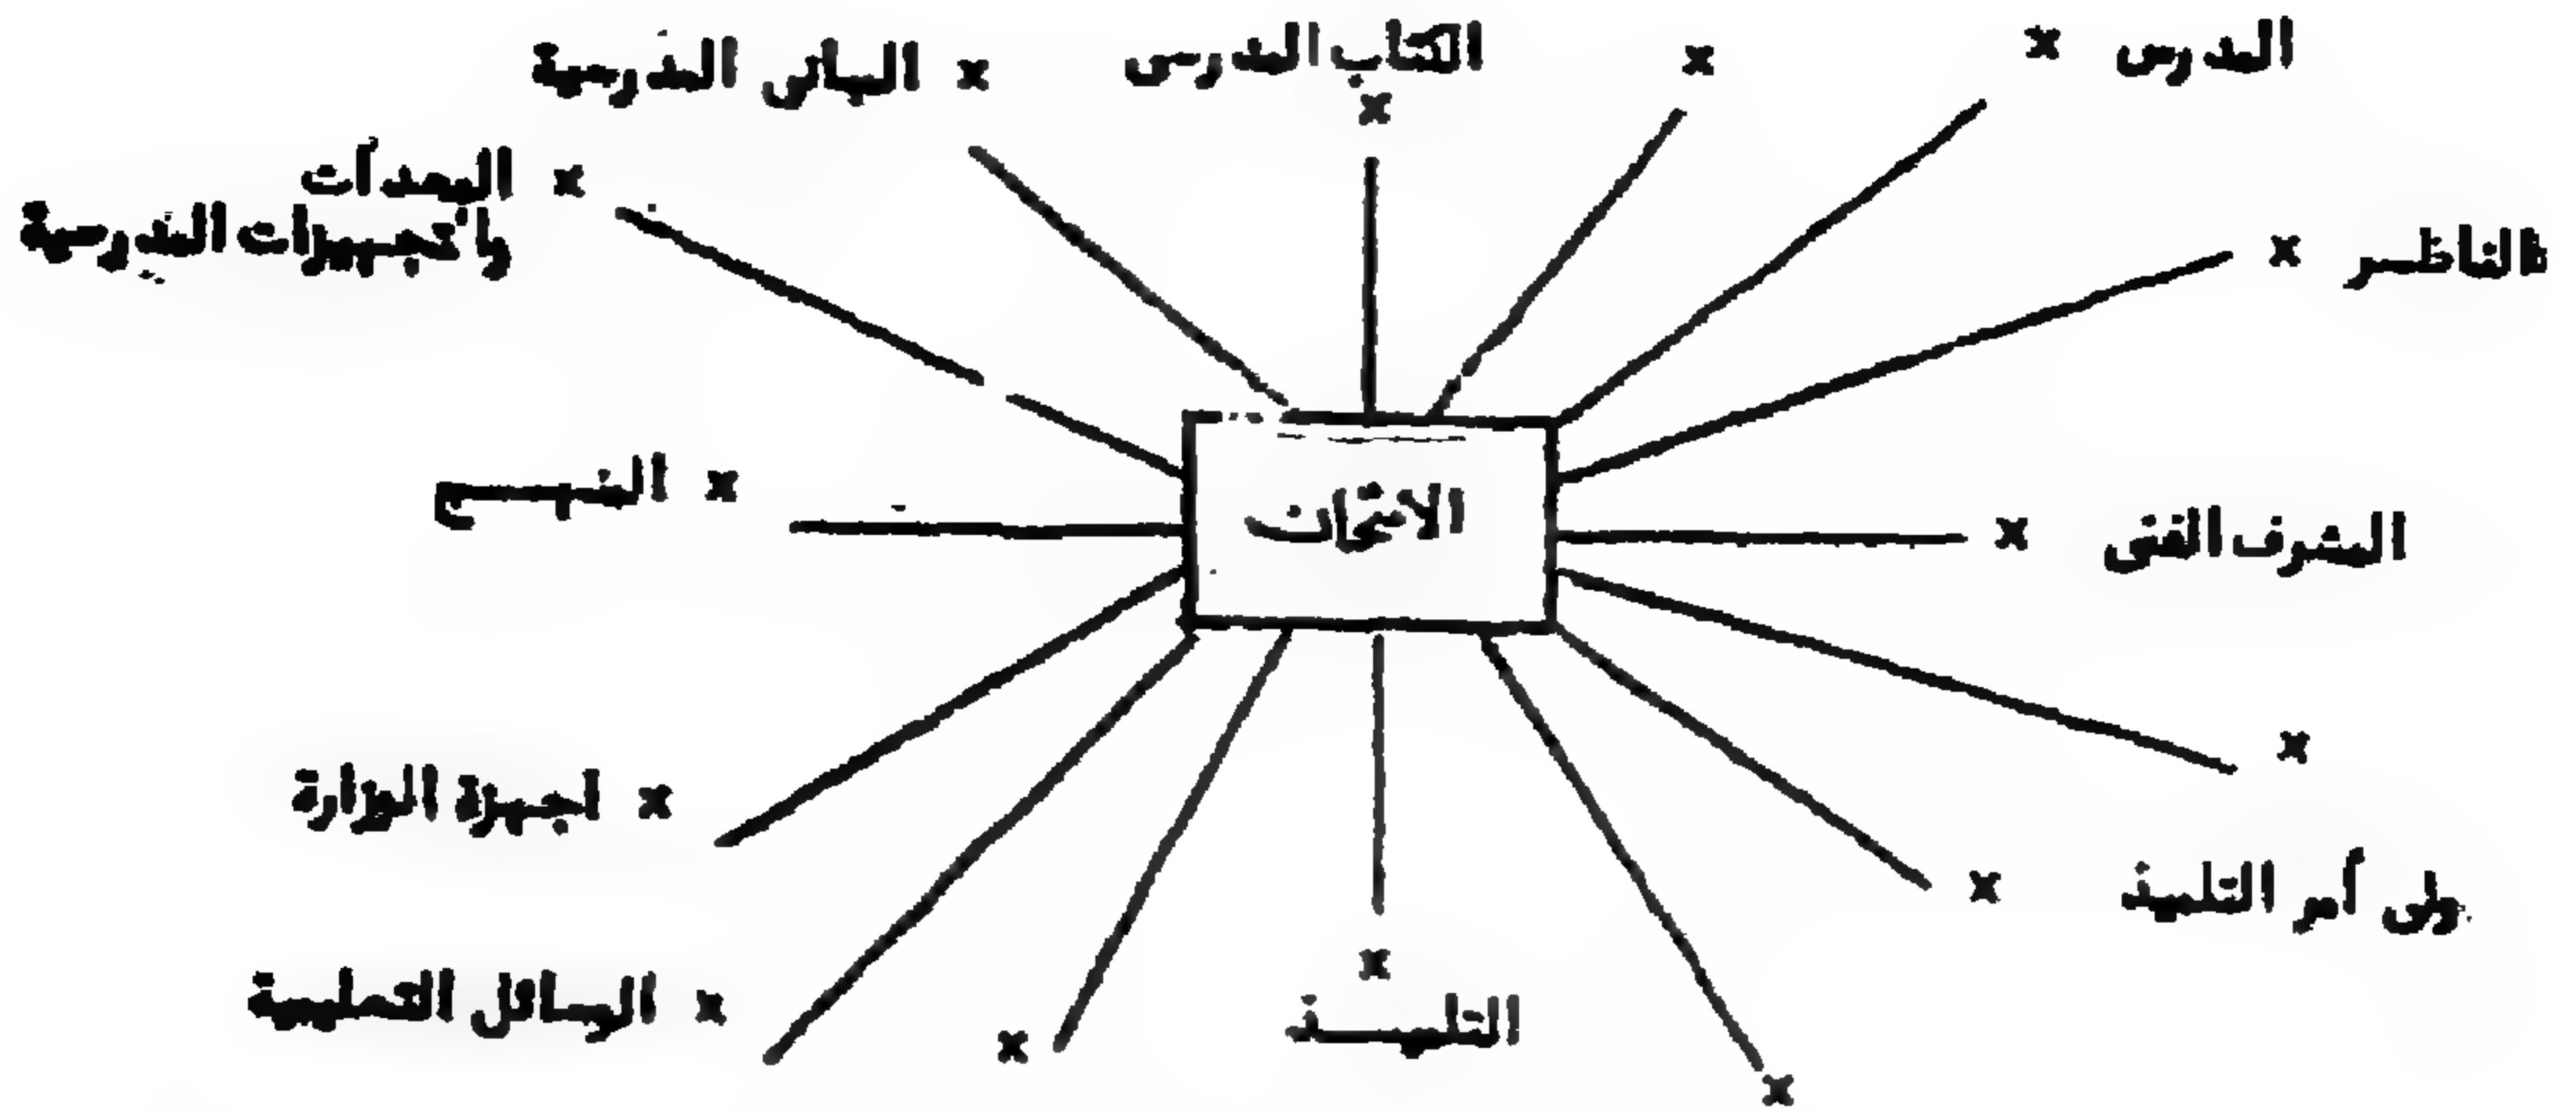 المدرس ×
×
الكتاب المدرسى
×
× المبانى المدرسية
× المعدات
والتجهيزات المدرسية
الناظر ×
× المنهج
الامتحان
المشرف الفنى ×
×
× اجهزة الوزارة
ولى أمر التلميذ ×
× الوسائل التعليمية
×
×
التلميذ
×